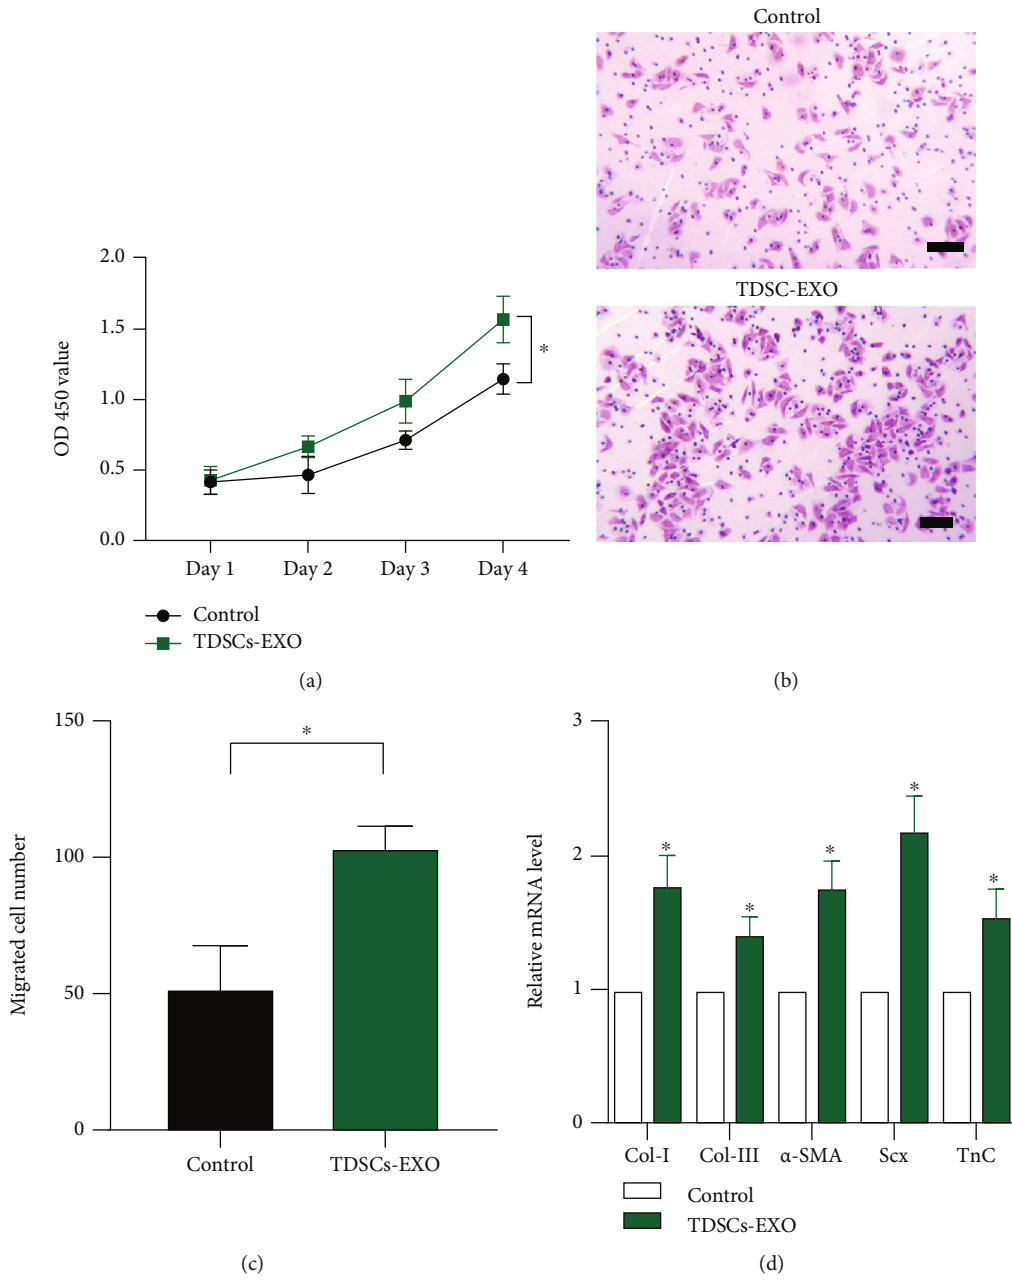 Control
TDSC-EXO
2.0
1.5
1.0
0.5
0.0
OD 450 value
*
Day 1 Day 2 Day 3 Day 4
Control
TDSCs-EXO
(a)
(b)
150
100
50
0
Migrated cell number
*
Control TDSCs-EXO
(c)
3
2
1
0
Relative mRNA level
* * * * *
Col-I Col-III α-SMA Scx TnC
Control
TDSCs-EXO
(d)